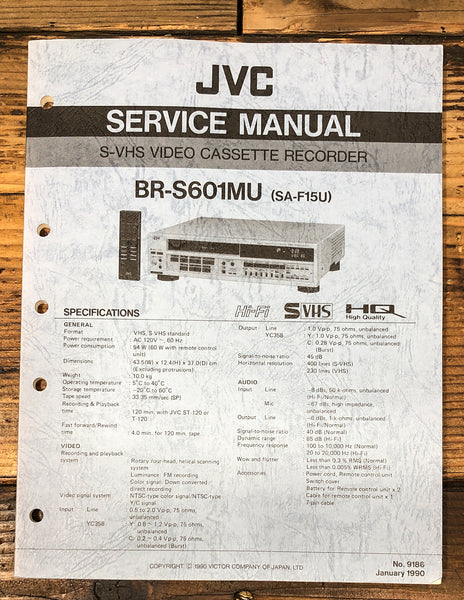 JVC
SERVICE MANUAL
S-VHS VIDEO CASSETTE RECORDER
BR-S601MU (SA-F15U)
SPECIFICATIONS
Hi-Fi
S VHS
HQ
High Quality
GENERAL
Format VHS, S-VHS standard
Power requirement AC 120V ~, 60 Hz
Power consumption 54 W (60 W with remote control
unit)
Dimensions 43.5(W) x 12.4(H) x 37.0(D) cm
(Excluding protrusions)
Weight 10.0 kg
Operating temperature 5°C to 40°C
Storage temperature -20°C to 60°C
Tape speed 33.35 mm/sec (SP)
Recording & Playback
time 120 min. with JVC ST-120 or
T-120
Fast forward/Rewind
time 4.0 min. for 120 min. tape
VIDEO
Recording and playback
system Rotary four-head, helical scanning
system
Luminance: FM recording
Color signal: Down converted
direct recording
Video signal system NTSC-type color signal/NTSC-type
Y/C signal
Input Line 0.5 to 2.0 Vp-p, 75 ohms,
unbalanced
YC358 Y: 0.8 ~ 1.2 Vp-p, 75 ohms,
unbalanced
C: 0.2 ~ 0.4 Vp-p, 75 ohms,
unbalanced (Burst)
Output Line 1.0 Vp-p, 75 ohms, unbalanced
YC358 Y: 1.0 Vp-p, 75 ohms, unbalanced
C: 0.28 Vp-p, 75 ohms, unbalanced
(Burst)
Signal-to-noise ratio 45 dB
Horizontal resolution 400 lines (S-VHS)
230 lines (VHS)
AUDIO
Input Line -8 dBs, 50 k-ohms, unbalanced
(Hi-Fi/Normal)
Mic -67 dBs, high impedance,
unbalanced
Output Line -6 dBs, 1 k-ohms, unbalanced
(Hi-Fi/Normal)
Signal-to-noise ratio 40 dB (Normal)
Dynamic range 85 dB (Hi-Fi)
Frequency response 100 to 10,000 Hz (Normal)
20 to 20,000 Hz (Hi-Fi)
Wow and flutter Less than 0.3 % RMS (Normal)
Less than 0.005% WRMS (Hi-Fi)
Accessories Power cord, Remote control unit
Switch cover
Battery for Remote control unit x 2
Cable for remote control unit x 1
7-pin cable
COPYRIGHT © 1990 VICTOR COMPANY OF JAPAN, LTD
No. 9186
January 1990